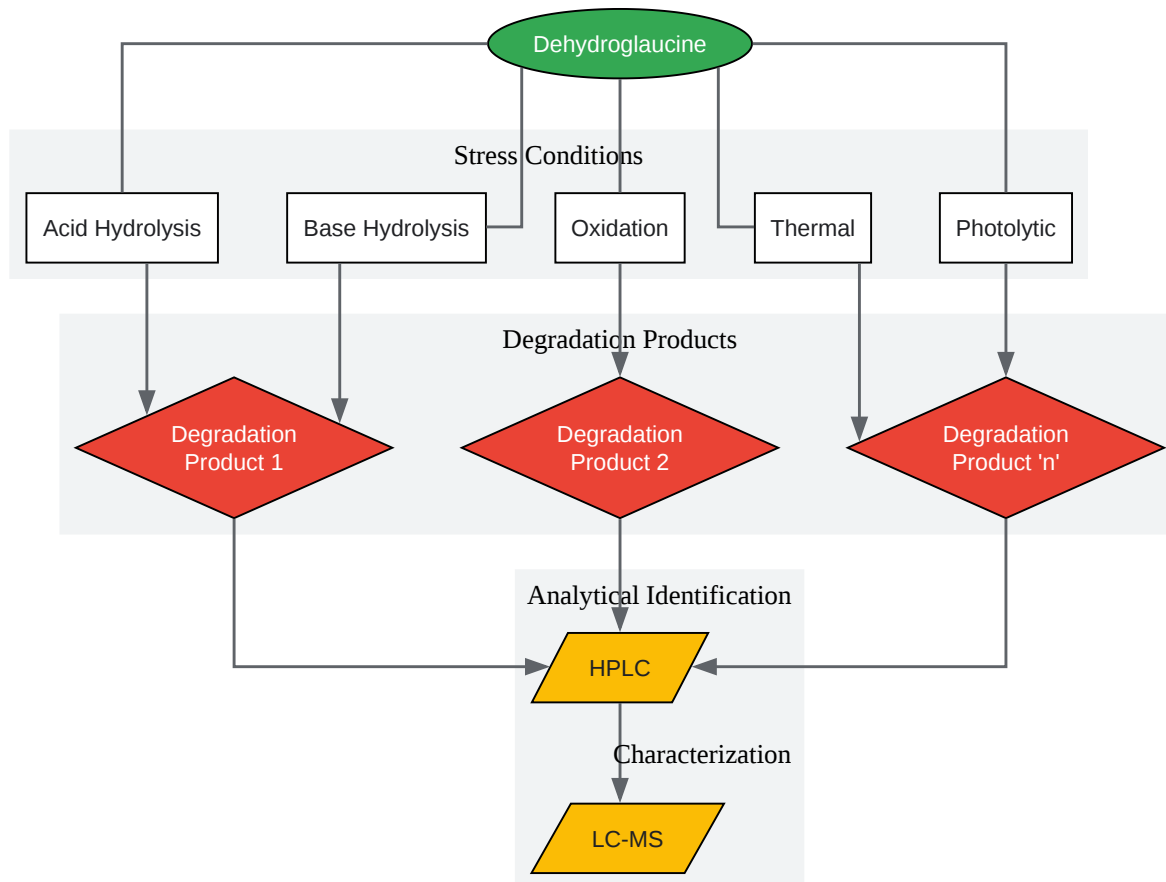 Dehydroglaucine
Stress Conditions
Acid Hydrolysis
Base Hydrolysis
Oxidation
Thermal
Photolytic
Degradation Products
Degradation
Product 1
Degradation
Product 2
Degradation
Product 'n'
Analytical Identification
HPLC
Characterization
LC-MS